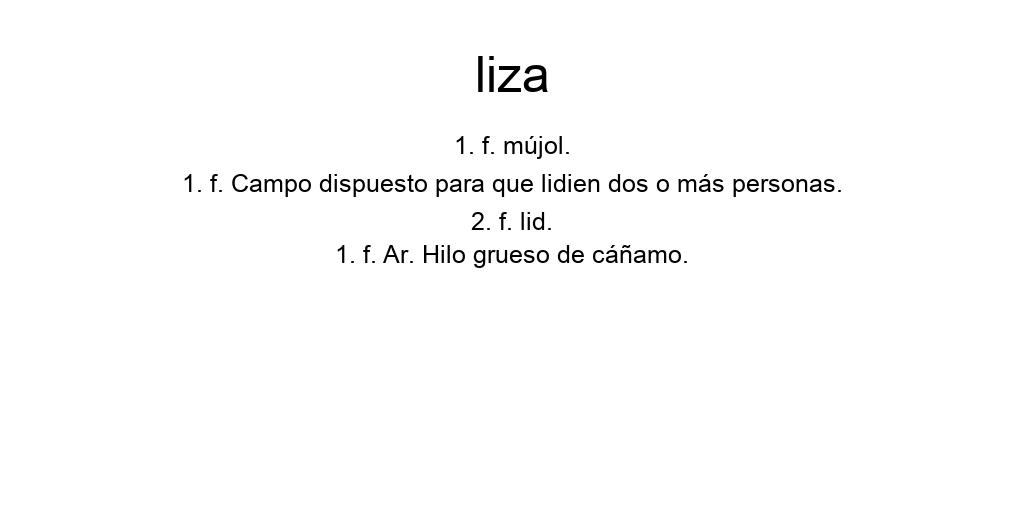 liza
1. f. mújol.
1. f. Campo dispuesto para que lidien dos o más personas.
2. f. lid.
1. f. Ar. Hilo grueso de cáñamo.